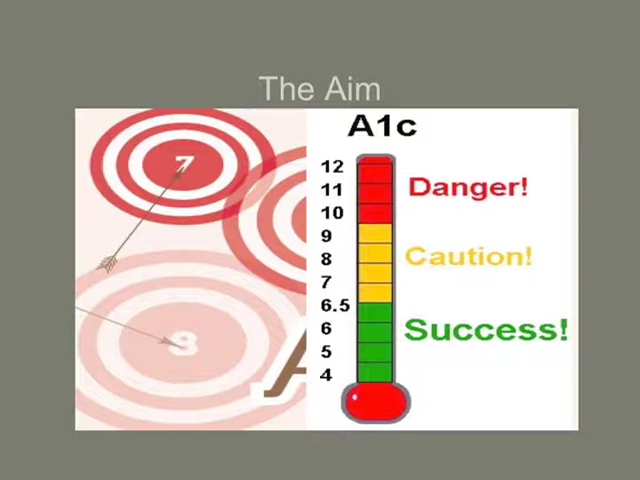 The Aim
7
8
A
A1c
12
11
Danger!
10
9
8
Caution!
7
6.5
6
Success!
5
4